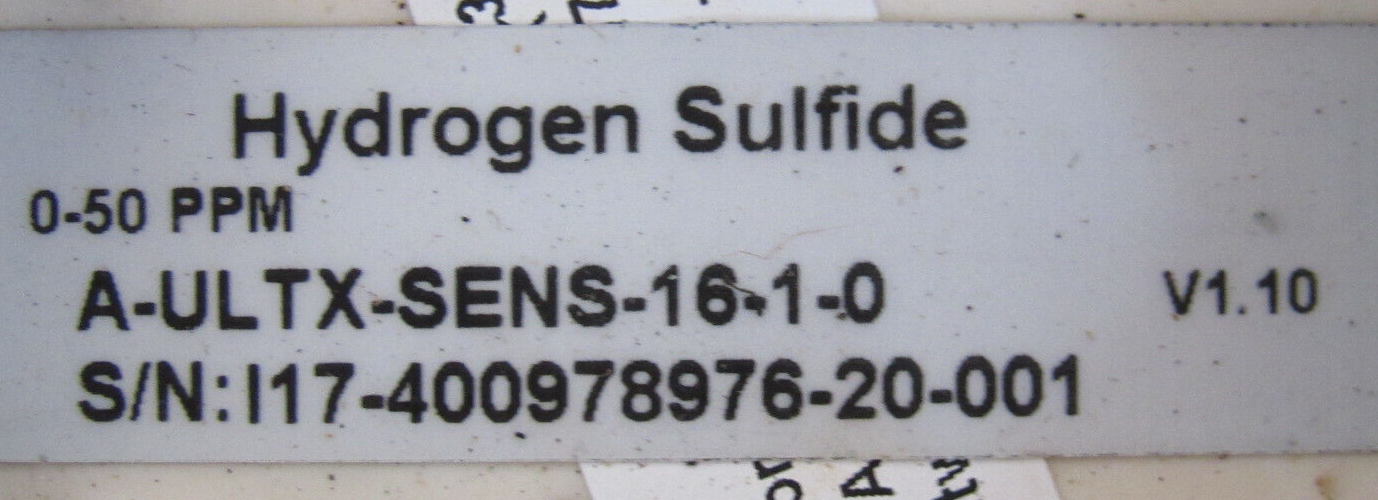 Hydrogen Sulfide
0-50 PPM
A-ULTX-SENS-16-1-0 V1.10
S/N:I17-400978976-20-001